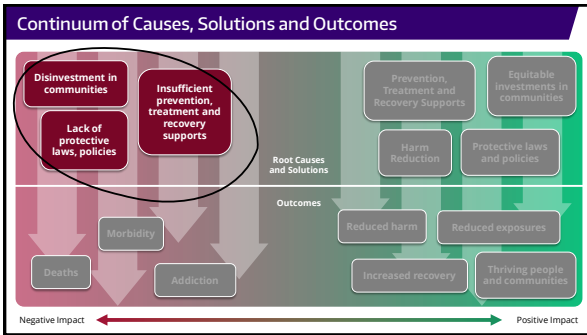 Continuum of Causes, Solutions and Outcomes
Disinvestment in
communities
Insufficient
prevention,
treatment and
recovery
supports
Lack of
protective
laws, policies
Prevention,
Treatment and
Recovery Supports
Equitable
investments in
communities
Harm
Reduction
Protective laws
and policies
Root Causes
and Solutions
Outcomes
Morbidity
Deaths
Addiction
Reduced harm
Reduced exposures
Increased recovery
Thriving people
and communities
Negative Impact
Positive Impact